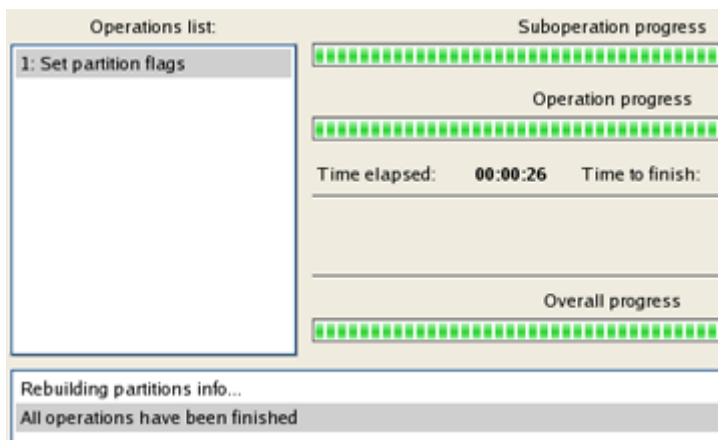 Operations list:
1: Set partition flags
Suboperation progress
Operation progress
Time elapsed: 00:00:26 Time to finish:
Overall progress
Rebuilding partitions info...
All operations have been finished